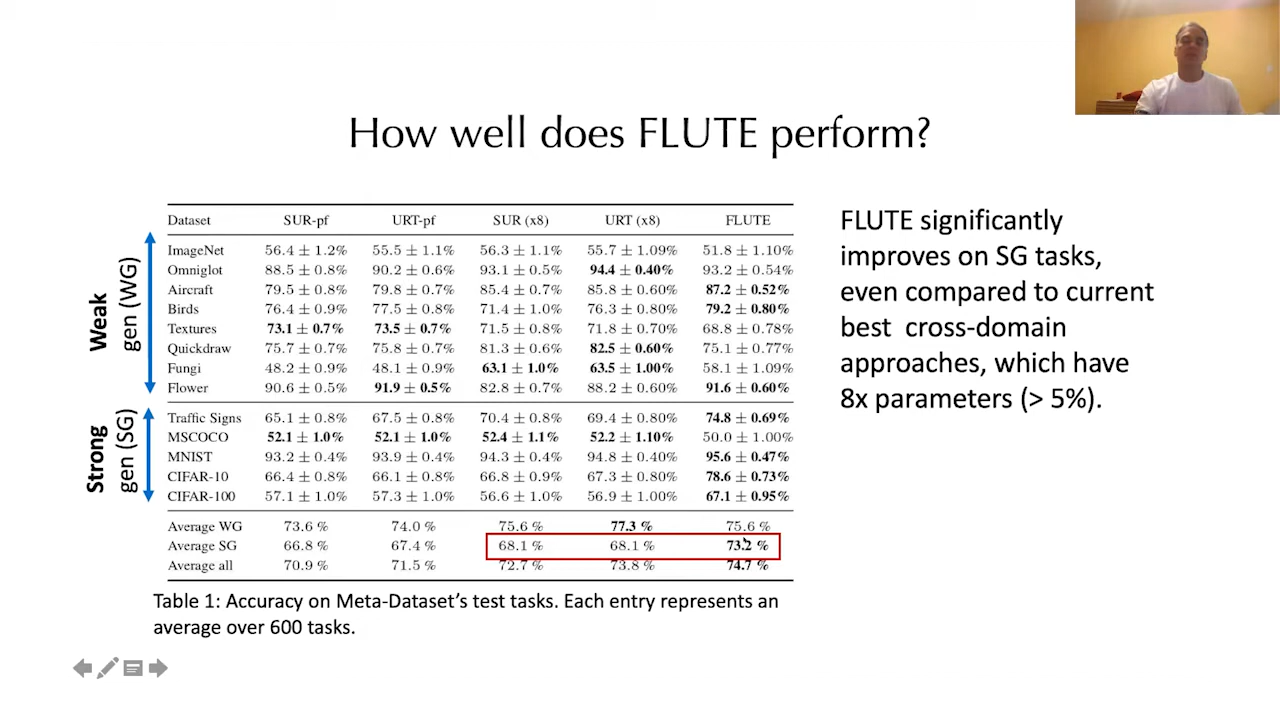 How well does FLUTE perform?
Dataset SUR-pf URT-pf SUR (x8) URT (x8) FLUTE
Weak
gen (WG)
ImageNet 56.4 ± 1.2% 55.5 ± 1.1% 56.3 ± 1.1% 55.7 ± 1.09% 51.8 ± 1.10%
Omniglot 88.5 ± 0.8% 90.2 ± 0.6% 93.1 ± 0.5% 94.4 ± 0.40% 93.2 ± 0.54%
Aircraft 79.5 ± 0.8% 79.8 ± 0.7% 85.4 ± 0.7% 85.8 ± 0.60% 87.2 ± 0.52%
Birds 76.4 ± 0.9% 77.5 ± 0.8% 71.4 ± 1.0% 76.3 ± 0.80% 79.2 ± 0.80%
Textures 73.1 ± 0.7% 73.5 ± 0.7% 71.5 ± 0.8% 71.8 ± 0.70% 68.8 ± 0.78%
Quickdraw 75.7 ± 0.7% 75.8 ± 0.7% 81.3 ± 0.6% 82.5 ± 0.60% 75.1 ± 0.77%
Fungi 48.2 ± 0.9% 48.1 ± 0.9% 63.1 ± 1.0% 63.5 ± 1.00% 58.1 ± 1.09%
Flower 90.6 ± 0.5% 91.9 ± 0.5% 82.8 ± 0.7% 88.2 ± 0.60% 91.6 ± 0.60%
Strong
gen (SG)
Traffic Signs 65.1 ± 0.8% 67.5 ± 0.8% 70.4 ± 0.8% 69.4 ± 0.80% 74.8 ± 0.69%
MSCOCO 52.1 ± 1.0% 52.1 ± 1.0% 52.4 ± 1.1% 52.2 ± 1.10% 50.0 ± 1.00%
MNIST 93.2 ± 0.4% 93.9 ± 0.4% 94.3 ± 0.4% 94.8 ± 0.40% 95.6 ± 0.47%
CIFAR-10 66.4 ± 0.8% 66.1 ± 0.8% 66.8 ± 0.9% 67.3 ± 0.80% 78.6 ± 0.73%
CIFAR-100 57.1 ± 1.0% 57.3 ± 1.0% 56.6 ± 1.0% 56.9 ± 1.00% 67.1 ± 0.95%
Average WG 73.6 % 74.0 % 75.6 % 77.3 % 75.6 %
Average SG 66.8 % 67.4 % 68.1 % 68.1 % 73.2 %
Average all 70.9 % 71.5 % 72.7 % 73.8 % 74.7 %
Table 1: Accuracy on Meta-Dataset’s test tasks. Each entry represents an
average over 600 tasks.
FLUTE significantly
improves on SG tasks,
even compared to current
best cross-domain
approaches, which have
8x parameters (> 5%).